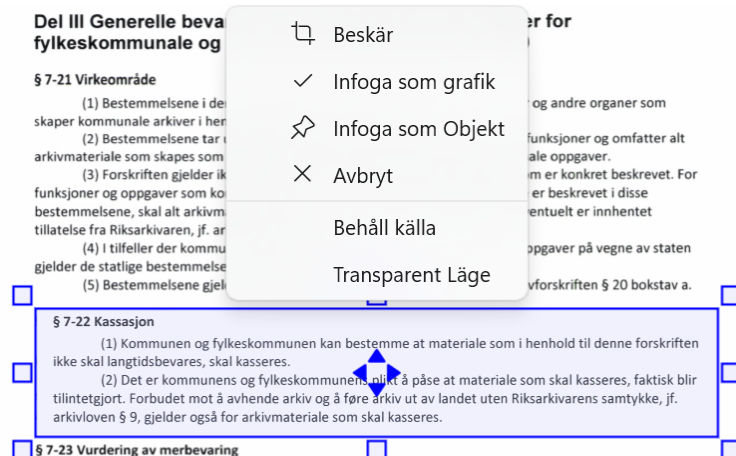 Del III Generelle beva
er for
fylkeskommunale og
§ 7-21 Virkeområde
(1) Bestemmelsene i de
og andre organer som
skaper kommunale arkiver i her
(2) Bestemmelsene tar
funksjoner og omfatter alt
arkivmateriale som skapes som
ale oppgaver.
(3) Forskriften gjelder ik
m er konkret beskrevet. For
funksjoner og oppgaver som ko
er beskrevet i disse
bestemmelsene, skal alt arkivm
entuelt er innhentet
tillatelse fra Riksarkivaren, jf. ar
(4) I tilfeller der kommu
ppgaver på vegne av staten
gjelder de statlige bestemmelse
(5) Bestemmelsene gjel
vforskriften § 20 bokstav a.
Beskär
Infoga som grafik
Infoga som Objekt
Avbryt
Behåll källa
Transparent Läge
§ 7-22 Kassasjon
(1) Kommunen og fylkeskommunen kan bestemme at materiale som i henhold til denne forskriften
ikke skal langtidsbevares, skal kasseres.
(2) Det er kommunens og fylkeskommunens plikt å påse at materiale som skal kasseres, faktisk blir
tilintetgjort. Forbudet mot å avhende arkiv og å føre arkiv ut av landet uten Riksarkivarens samtykke, jf.
arkivloven § 9, gjelder også for arkivmateriale som skal kasseres.
§ 7-23 Vurdering av merbevaring